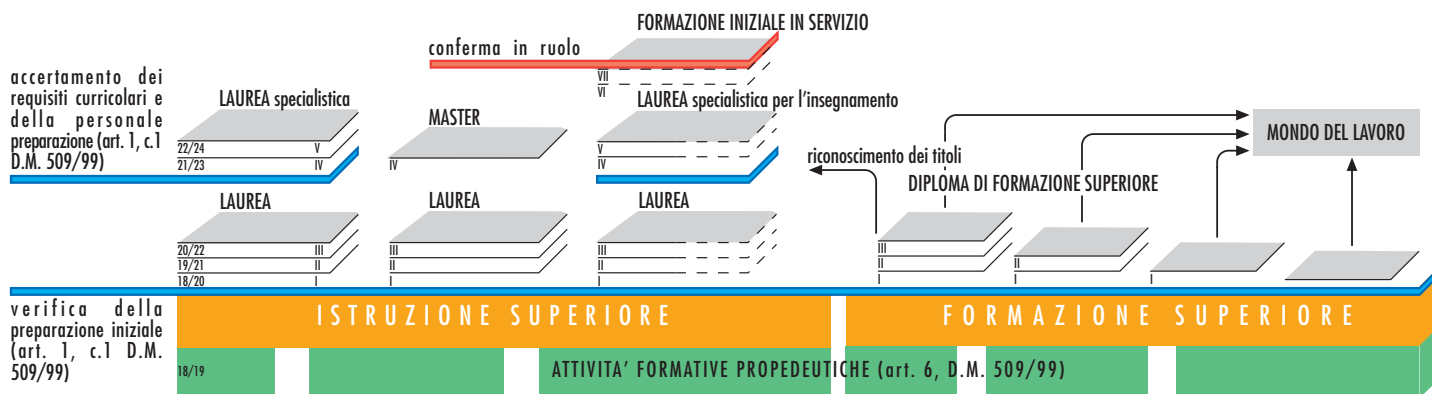 FORMAZIONE INIZIALE IN SERVIZIO
conferma in ruolo
VII
VI
accertamento dei
requisiti curricolari e
della personale
preparazione (art. 1, c.1
D.M. 509/99)
LAUREA specialistica
22/24 V
21/23 IV
MASTER
IV
LAUREA specialistica per l'insegnamento
V
IV
riconoscimento dei titoli
MONDO DEL LAVORO
DIPLOMA DI FORMAZIONE SUPERIORE
LAUREA
20/22 III
19/21 II
18/20 I
LAUREA
III
II
I
LAUREA
III
II
I
III
II
I
II
I
I
verifica della
preparazione iniziale
(art. 1, c.1 D.M.
509/99)
ISTRUZIONE SUPERIORE
FORMAZIONE SUPERIORE
18/19
ATTIVITA' FORMATIVE PROPEDEUTICHE (art. 6, D.M. 509/99)